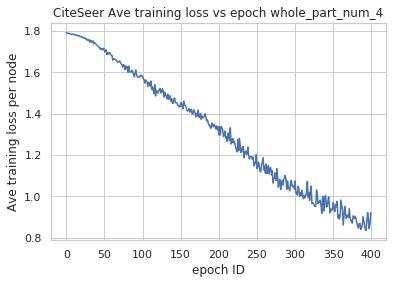 CiteSeer Ave training loss vs epoch whole_part_num_4
Ave training loss per node
1.8
1.6
1.4
1.2
1.0
0.8
0 50 100 150 200 250 300 350 400
epoch ID